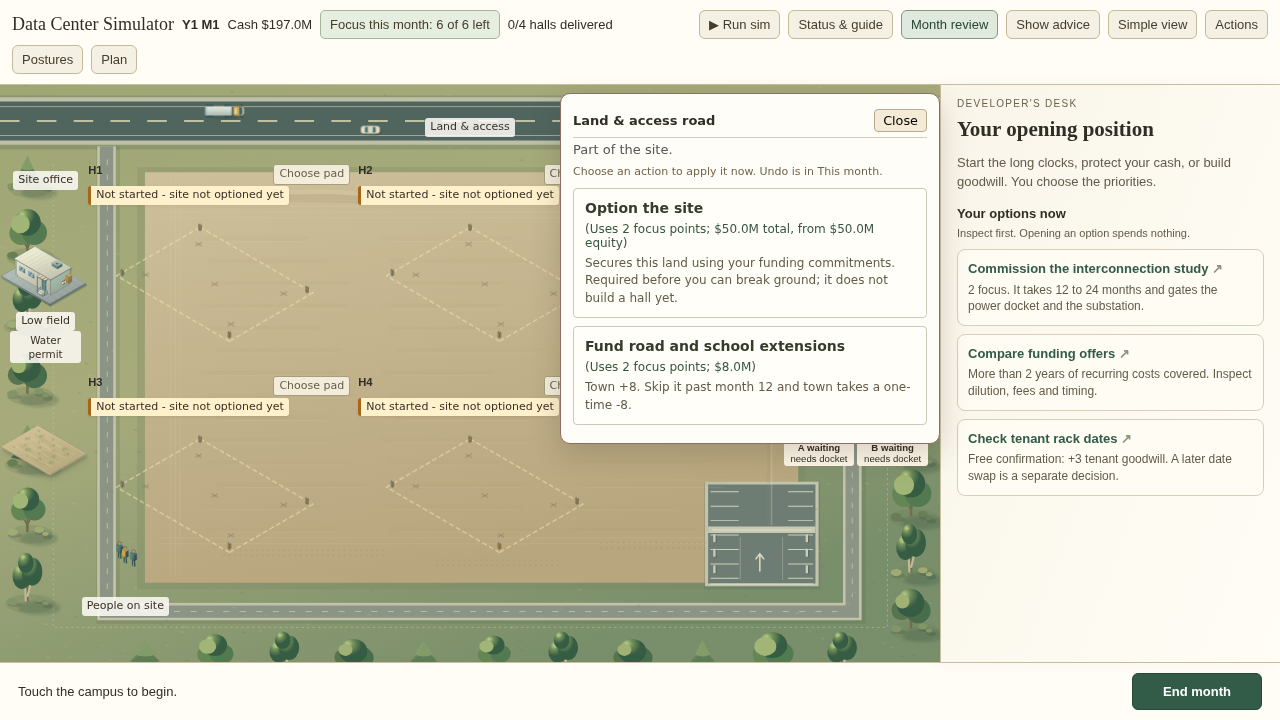 Data Center Simulator Y1 M1 Cash $197.0M Focus this month: 6 of 6 left 0/4 halls delivered
▶ Run sim Status & guide Month review Show advice Simple view Actions
Postures Plan
Land & access
Site office
H1
Choose pad
Not started - site not optioned yet
H2
Ch
Not started - site not optioned yet
Low field
Water
permit
H3
Choose pad
Not started - site not optioned yet
H4
Ch
Not started - site not optioned yet
A waiting
needs docket
B waiting
needs docket
People on site
Land & access road
Close
Part of the site.
Choose an action to apply it now. Undo is in This month.
Option the site
(Uses 2 focus points; $50.0M total, from $50.0M
equity)
Secures this land using your funding commitments.
Required before you can break ground; it does not
build a hall yet.
Fund road and school extensions
(Uses 2 focus points; $8.0M)
Town +8. Skip it past month 12 and town takes a one-
time -8.
DEVELOPER'S DESK
Your opening position
Start the long clocks, protect your cash, or build
goodwill. You choose the priorities.
Your options now
Inspect first. Opening an option spends nothing.
Commission the interconnection study ↗
2 focus. It takes 12 to 24 months and gates the
power docket and the substation.
Compare funding offers ↗
More than 2 years of recurring costs covered. Inspect
dilution, fees and timing.
Check tenant rack dates ↗
Free confirmation: +3 tenant goodwill. A later date
swap is a separate decision.
Touch the campus to begin.
End month